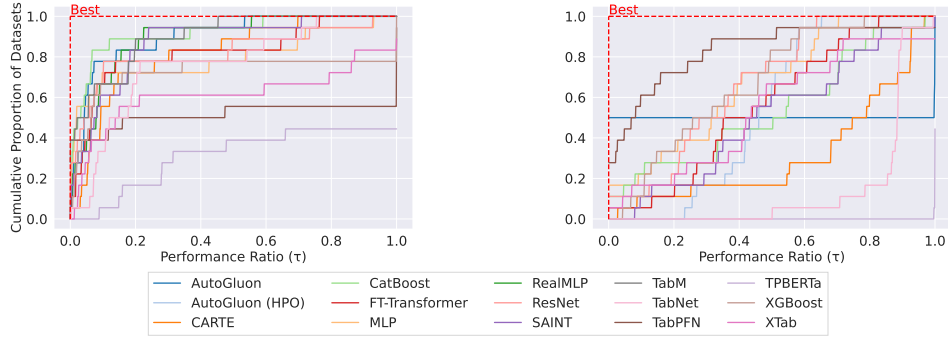 Best
Best
Cumulative Proportion of Datasets
1.0
0.8
0.6
0.4
0.2
0.0
0.0 0.2 0.4 0.6 0.8 1.0
Performance Ratio (τ)
1.0
0.8
0.6
0.4
0.2
0.0
0.0 0.2 0.4 0.6 0.8 1.0
Performance Ratio (τ)
AutoGluon CatBoost RealMLP TabM TPBERTa
AutoGluon (HPO) FT-Transformer ResNet TabNet XGBoost
CARTE MLP SAINT TabPFN XTab